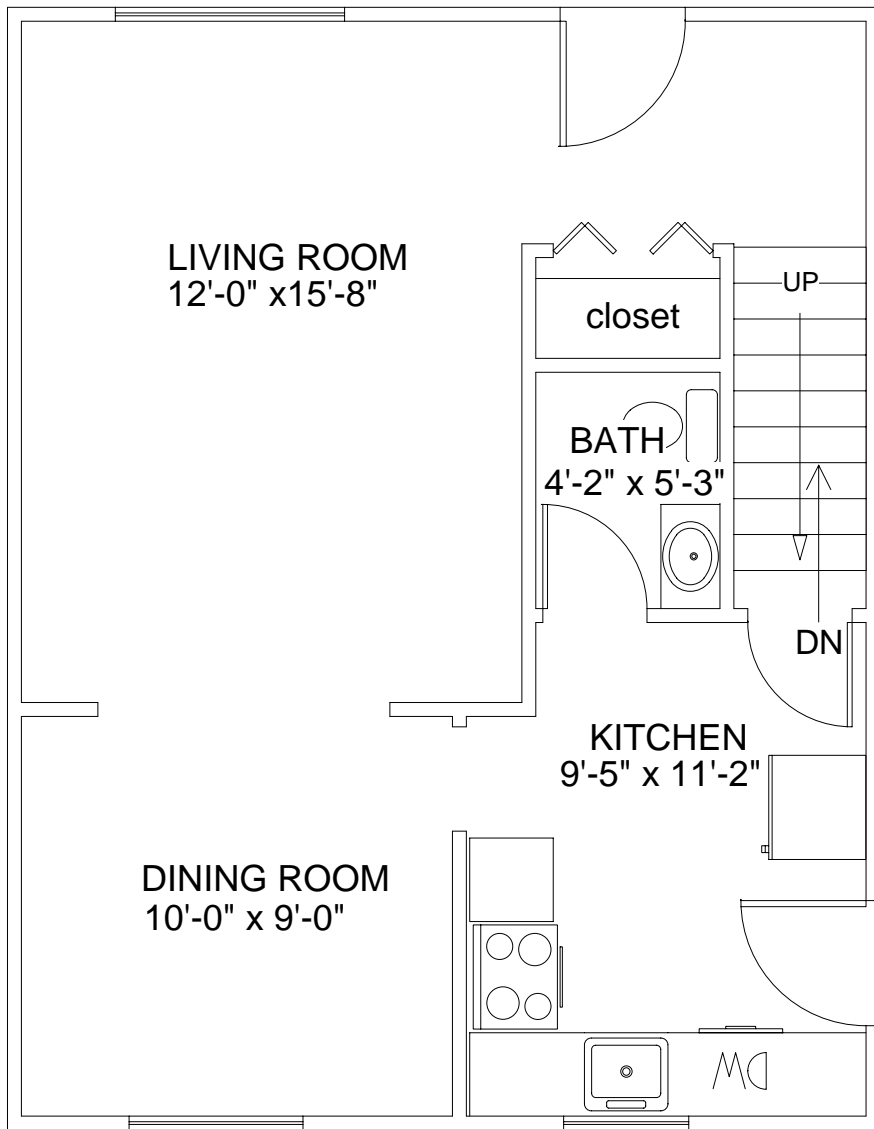 LIVING ROOM
12'-0" x15'-8"
UP
closet
BATH
4'-2" x 5'-3"
DN
KITCHEN
9'-5" x 11'-2"
DINING ROOM
10'-0" x 9'-0"
DW